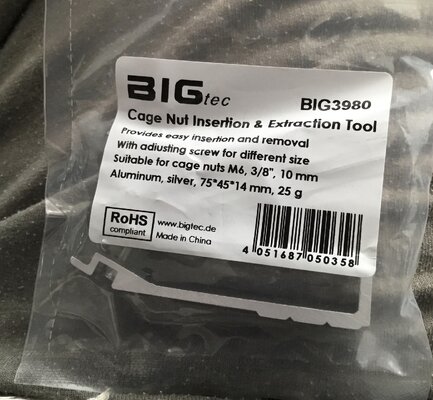 BIGtec BIG3980
Cage Nut Insertion & Extraction Tool
Provides easy insertion and removal
With adiusting screw for different size
Suitable for cage nuts M6, 3/8", 10 mm
Aluminum, silver, 75*45*14 mm, 25 g
RoHS
compliant
www.bigtec.de
Made in China
4 051687 050358